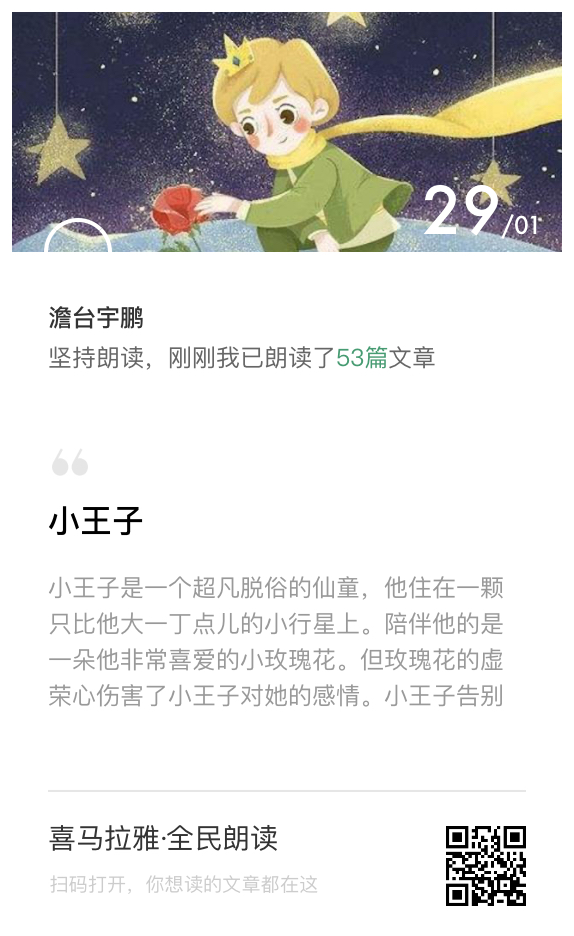 29/01
澹台宇鹏
坚持朗读，刚刚我已朗读了53篇文章
小王子
小王子是一个超凡脱俗的仙童，他住在一颗
只比他大一丁点儿的小行星上。陪伴他的是
一朵他非常喜爱的小玫瑰花。但玫瑰花的虚
荣心伤害了小王子对她的感情。小王子告别
喜马拉雅·全民朗读
扫码打开，你想读的文章都在这